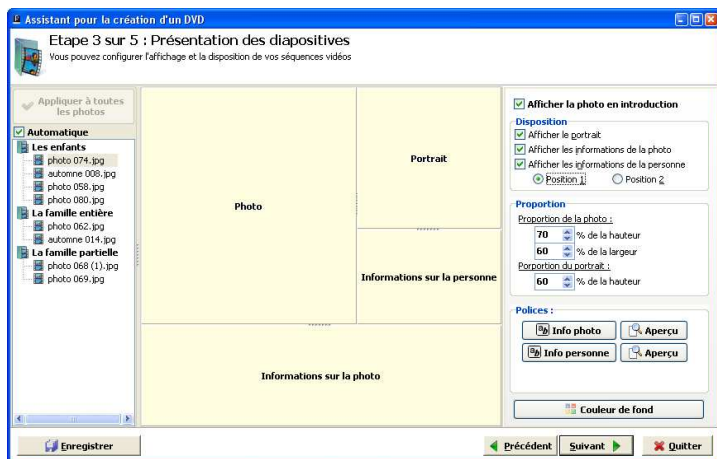 Assistant pour la création d'un DVD
Etape 3 sur 5 : Présentation des diapositives
Vous pouvez configurer l'affichage et la disposition de vos séquences vidéos
Appliquer à toutes
les photos
Automatique
Les enfants
photo 074.jpg
automne 008.jpg
photo 058.jpg
photo 080.jpg
La famille entière
photo 062.jpg
automne 014.jpg
La famille partielle
photo 068 (1).jpg
photo 069.jpg
Photo
Portrait
Informations sur la personne
Informations sur la photo
Afficher la photo en introduction
Disposition
Afficher le portrait
Afficher les informations de la photo
Afficher les informations de la personne
Position 1
Position 2
Proportion
Proportion de la photo :
70 % de la hauteur
60 % de la largeur
Porportion du portrait :
60 % de la hauteur
Polices :
Info photo
Aperçu
Info personne
Aperçu
Couleur de fond
Enregistrer
Précédent
Suivant
Quitter